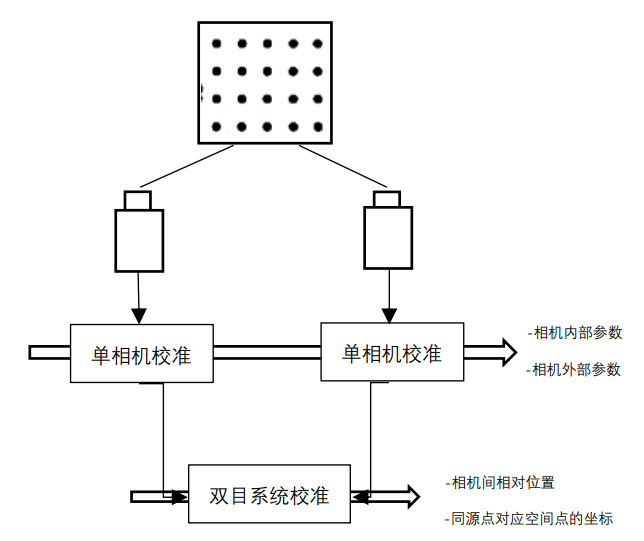 单相机校准
单相机校准
-相机内部参数
-相机外部参数
双目系统校准
-相机间相对位置
-同源点对应空间点的坐标